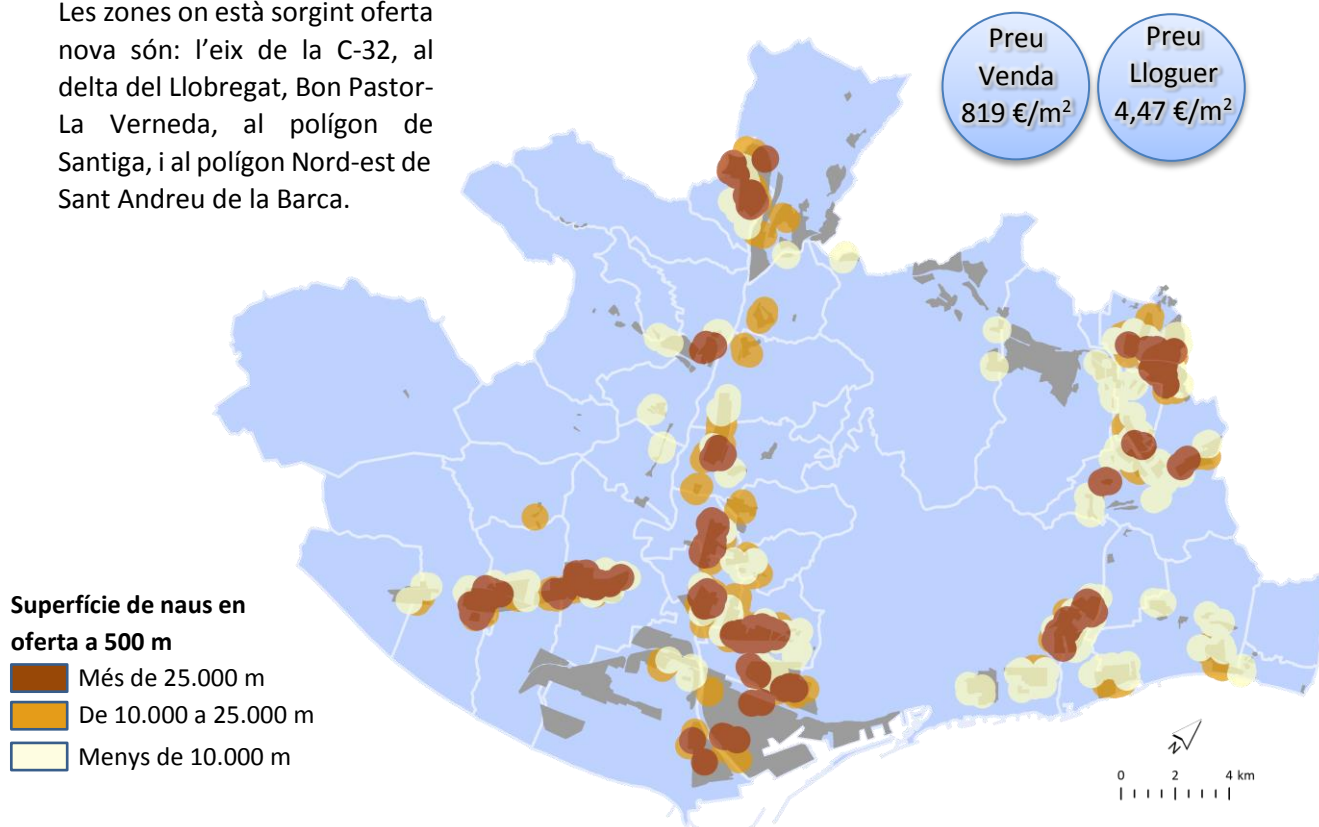 Les zones on està sorgint oferta
nova són: l'eix de la C-32, al
delta del Llobregat, Bon Pastor-
La Verneda, al polígon de
Santiga, i al polígon Nord-est de
Sant Andreu de la Barca.
Preu
Venda
819 €/m²
Preu
Lloguer
4,47 €/m²
Superfície de naus en
oferta a 500 m
Més de 25.000 m
De 10.000 a 25.000 m
Menys de 10.000 m
N
0 2 4 km